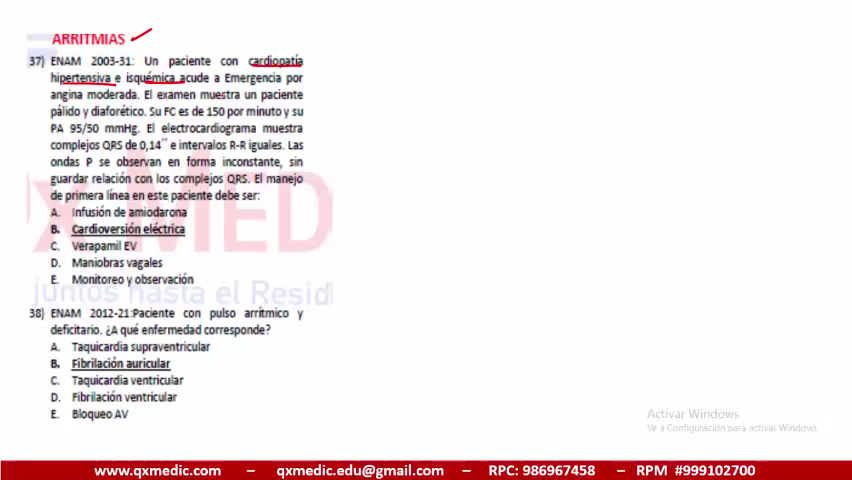 ARRITMIAS
37) ENAM 2003-31: Un paciente con cardiopatía
hipertensiva e isquémica acude a Emergencia por
angina moderada. El examen muestra un paciente
pálido y diaforético. Su FC es de 150 por minuto y su
PA 95/50 mmHg. El electrocardiograma muestra
complejos QRS de 0,14´´ e intervalos R-R iguales. Las
ondas P se observan en forma inconstante, sin
guardar relación con los complejos QRS. El manejo
de primera línea en este paciente debe ser:
A. Infusión de amiodarona
B. Cardioversión eléctrica
C. Verapamil EV
D. Maniobras vagales
E. Monitoreo y observación
QX MED
juntos hasta el Resid
38) ENAM 2012-21:Paciente con pulso arrítmico y
deficitario. ¿A qué enfermedad corresponde?
A. Taquicardia supraventricular
B. Fibrilación auricular
C. Taquicardia ventricular
D. Fibrilación ventricular
E. Bloqueo AV
Activar Windows
Ve a Configuración para activar Windows.
www.qxmedic.com – qxmedic.edu@gmail.com – RPC: 986967458 – RPM #999102700